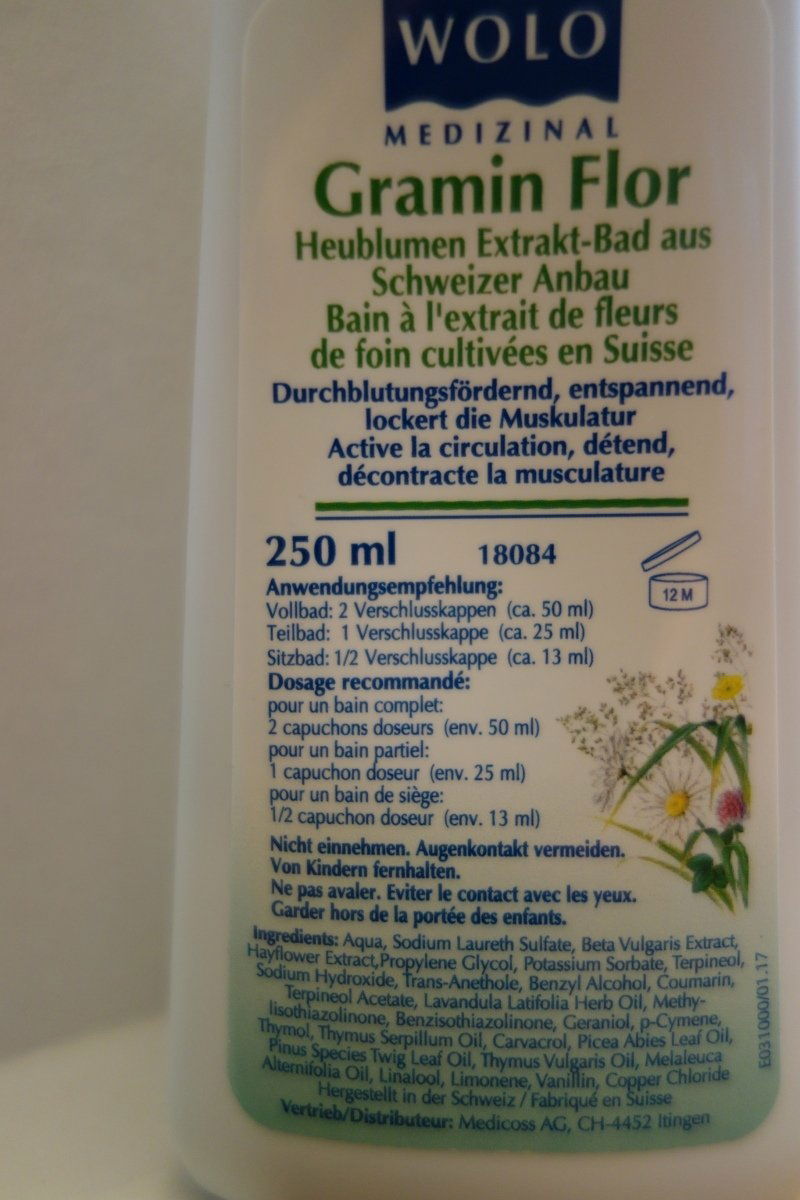 WOLO
MEDIZINAL
Gramin Flor
Heublumen Extrakt-Bad aus
Schweizer Anbau
Bain à l'extrait de fleurs
de foin cultivées en Suisse
Durchblutungsfördernd, entspannend,
lockert die Muskulatur
Active la circulation, détend,
décontracte la musculature
250 ml 18084
12 M
Anwendungsempfehlung:
Vollbad: 2 Verschlusskappen (ca. 50 ml)
Teilbad: 1 Verschlusskappe (ca. 25 ml)
Sitzbad: 1/2 Verschlusskappe (ca. 13 ml)
Dosage recommandé:
pour un bain complet:
2 capuchons doseurs (env. 50 ml)
pour un bain partiel:
1 capuchon doseur (env. 25 ml)
pour un bain de siège:
1/2 capuchon doseur (env. 13 ml)
Nicht einnehmen. Augenkontakt vermeiden.
Von Kindern fernhalten.
Ne pas avaler. Eviter le contact avec les yeux.
Garder hors de la portée des enfants.
Ingredients: Aqua, Sodium Laureth Sulfate, Beta Vulgaris Extract,
Hayflower Extract,Propylene Glycol, Potassium Sorbate, Terpineol,
Sodium Hydroxide, Trans-Anethole, Benzyl Alcohol, Coumarin,
Terpineol Acetate, Lavandula Latifolia Herb Oil, Methy-
lisothiazolinone, Benzisothiazolinone, Geraniol, p-Cymene,
Thymol, Thymus Serpillum Oil, Carvacrol, Picea Abies Leaf Oil,
Pinus Species Twig Leaf Oil, Thymus Vulgaris Oil, Melaleuca
Alternifolia Oil, Linalool, Limonene, Vanillin, Copper Chloride
Hergestellt in der Schweiz / Fabriqué en Suisse
Vertrieb/Distributeur: Medicoss AG, CH-4452 Itingen
E031000/01.17